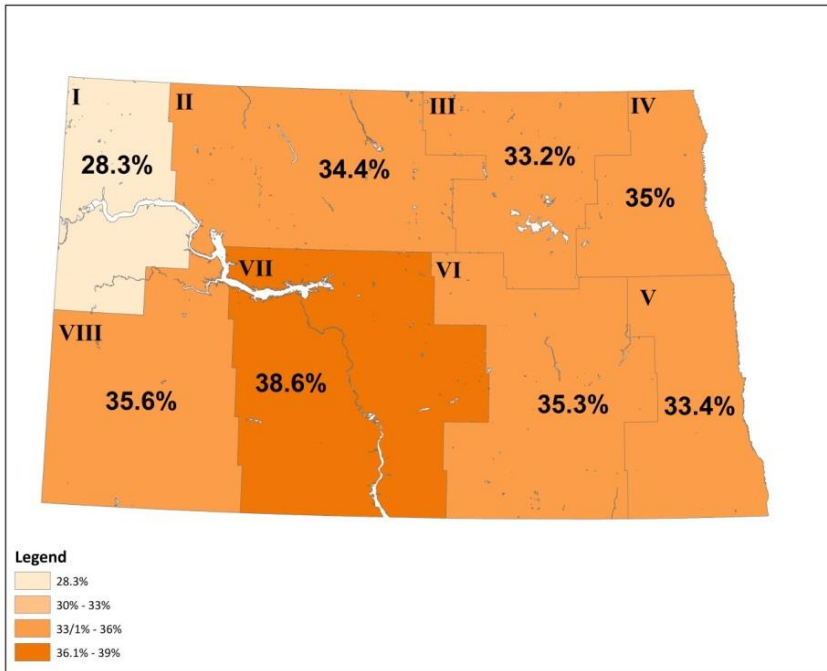 I
II
III
IV
28.3%
34.4%
33.2%
35%
VII
VI
V
VIII
35.6%
38.6%
35.3%
33.4%
Legend
28.3%
30% - 33%
33/1% - 36%
36.1% - 39%